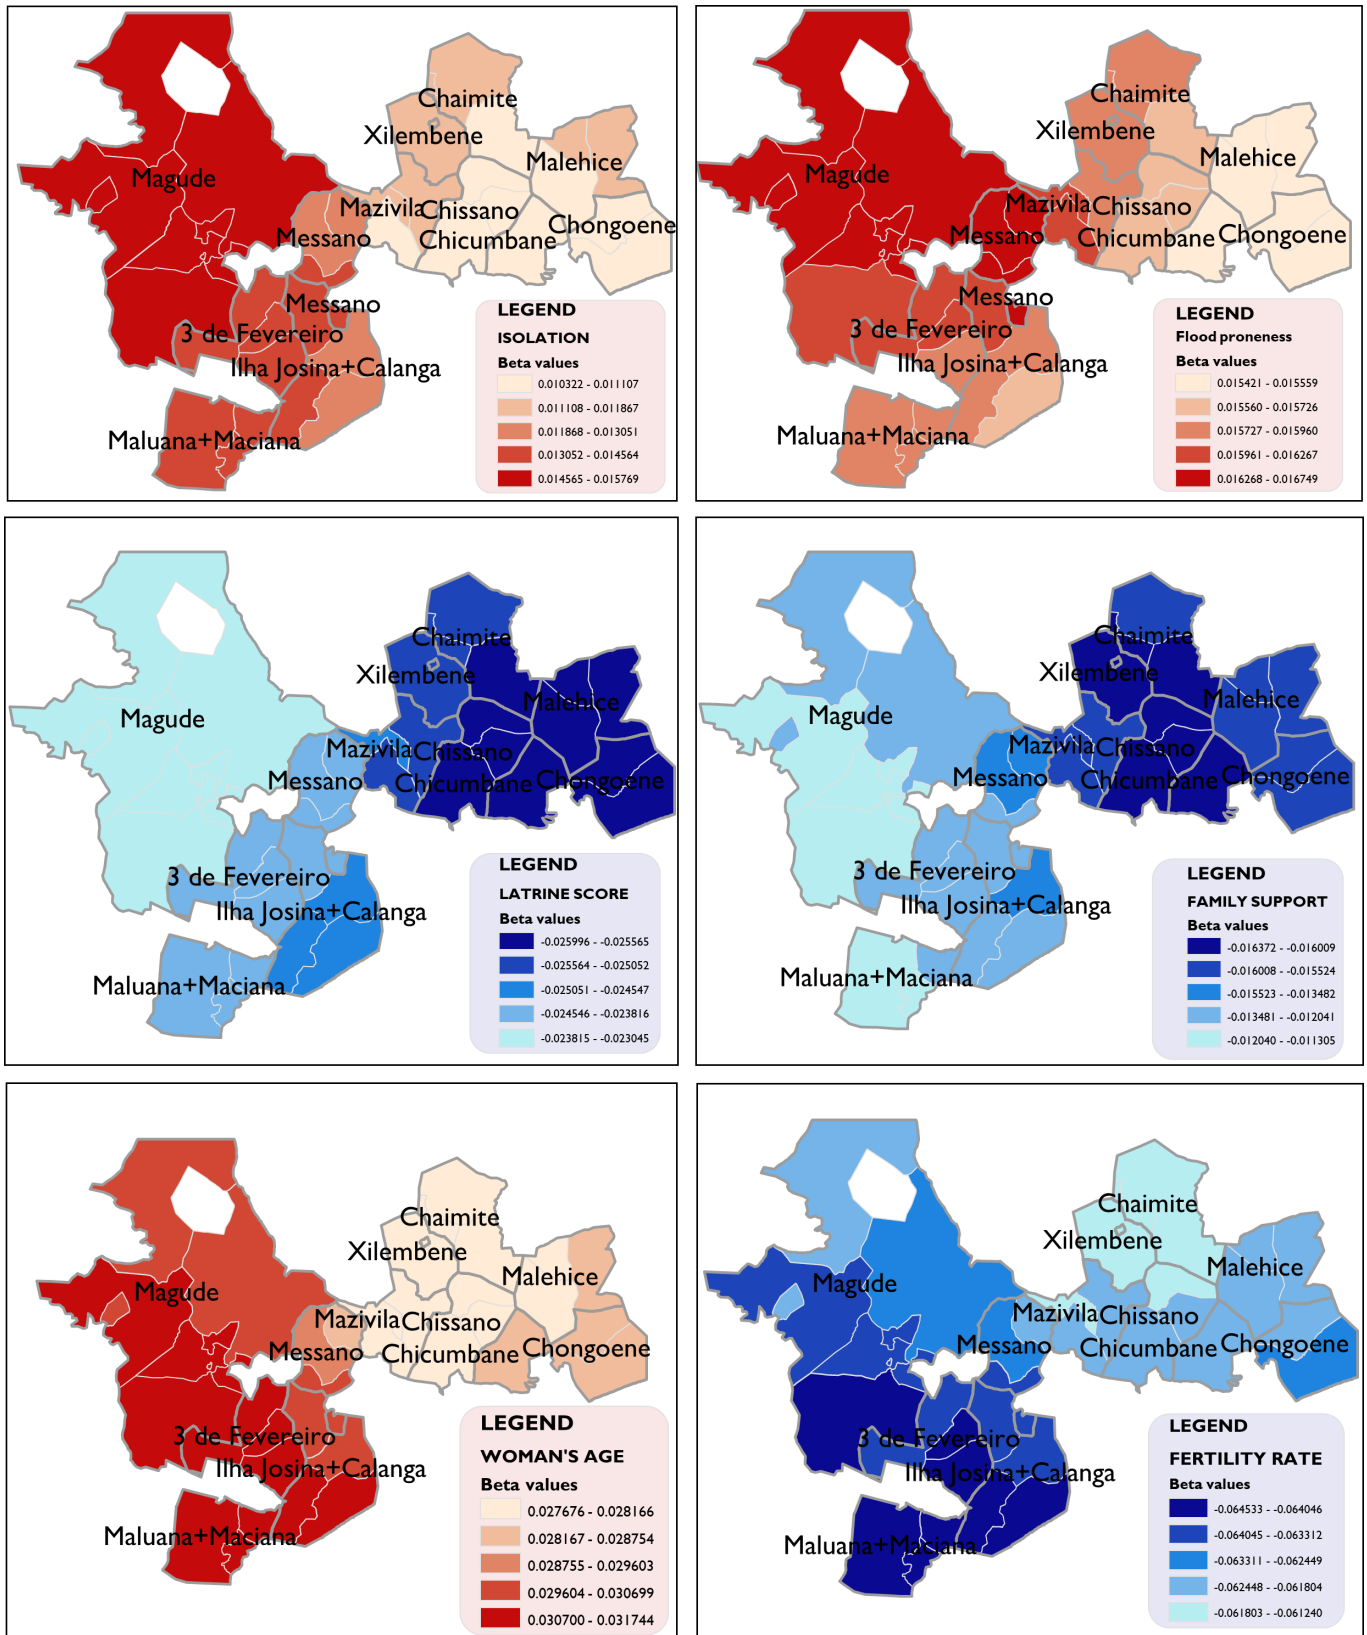 Chaimite
Xilembene
Malehice
Magude
Mazivila
Chissano
Chongoene
Messano
Chicumbane
Messano
3 de Fevereiro
Ilha Josina+Calanga
Maluana+Maciana
LEGEND
ISOLATION
Beta values
0.010322 - 0.011107
0.011108 - 0.011867
0.011868 - 0.013051
0.013052 - 0.014564
0.014565 - 0.015769
Chaimite
Xilembene
Malehice
Magude
Mazivila
Chissano
Messano
Chicumbane
Chongoene
Messano
3 de Fevereiro
Ilha Josina+Calanga
Maluana+Maciana
LEGEND
Flood proneness
Beta values
0.015421 - 0.015559
0.015560 - 0.015726
0.015727 - 0.015960
0.015961 - 0.016267
0.016268 - 0.016749
Chaimite
Xilembene
Malehice
Magude
Mazivila
Chissano
Messano
Chicumbane
Chongoene
3 de Fevereiro
Ilha Josina+Calanga
Maluana+Maciana
LEGEND
LATRINE SCORE
Beta values
-0.025996 - -0.025565
-0.025564 - -0.025052
-0.025051 - -0.024547
-0.024546 - -0.023816
-0.023815 - -0.023045
Chaimite
Xilembene
Malehice
Magude
Mazivila
Chissano
Messano
Chicumbane
Chongoene
3 de Fevereiro
Ilha Josina+Calanga
Maluana+Maciana
LEGEND
FAMILY SUPPORT
Beta values
-0.016372 - -0.016009
-0.016008 - -0.015524
-0.015523 - -0.013482
-0.013481 - -0.012041
-0.012040 - -0.011305
Chaimite
Xilembene
Malehice
Magude
Mazivila
Chissano
Messano
Chicumbane
Chongoene
3 de Fevereiro
Ilha Josina+Calanga
Maluana+Maciana
LEGEND
WOMAN'S AGE
Beta values
0.027676 - 0.028166
0.028167 - 0.028754
0.028755 - 0.029603
0.029604 - 0.030699
0.030700 - 0.031744
Chaimite
Xilembene
Malehice
Magude
Mazivila
Chissano
Messano
Chicumbane
Chongoene
3 de Fevereiro
Ilha Josina+Calanga
Maluana+Maciana
LEGEND
FERTILITY RATE
Beta values
-0.064533 - -0.064046
-0.064045 - -0.063312
-0.063311 - -0.062449
-0.062448 - -0.061804
-0.061803 - -0.061240